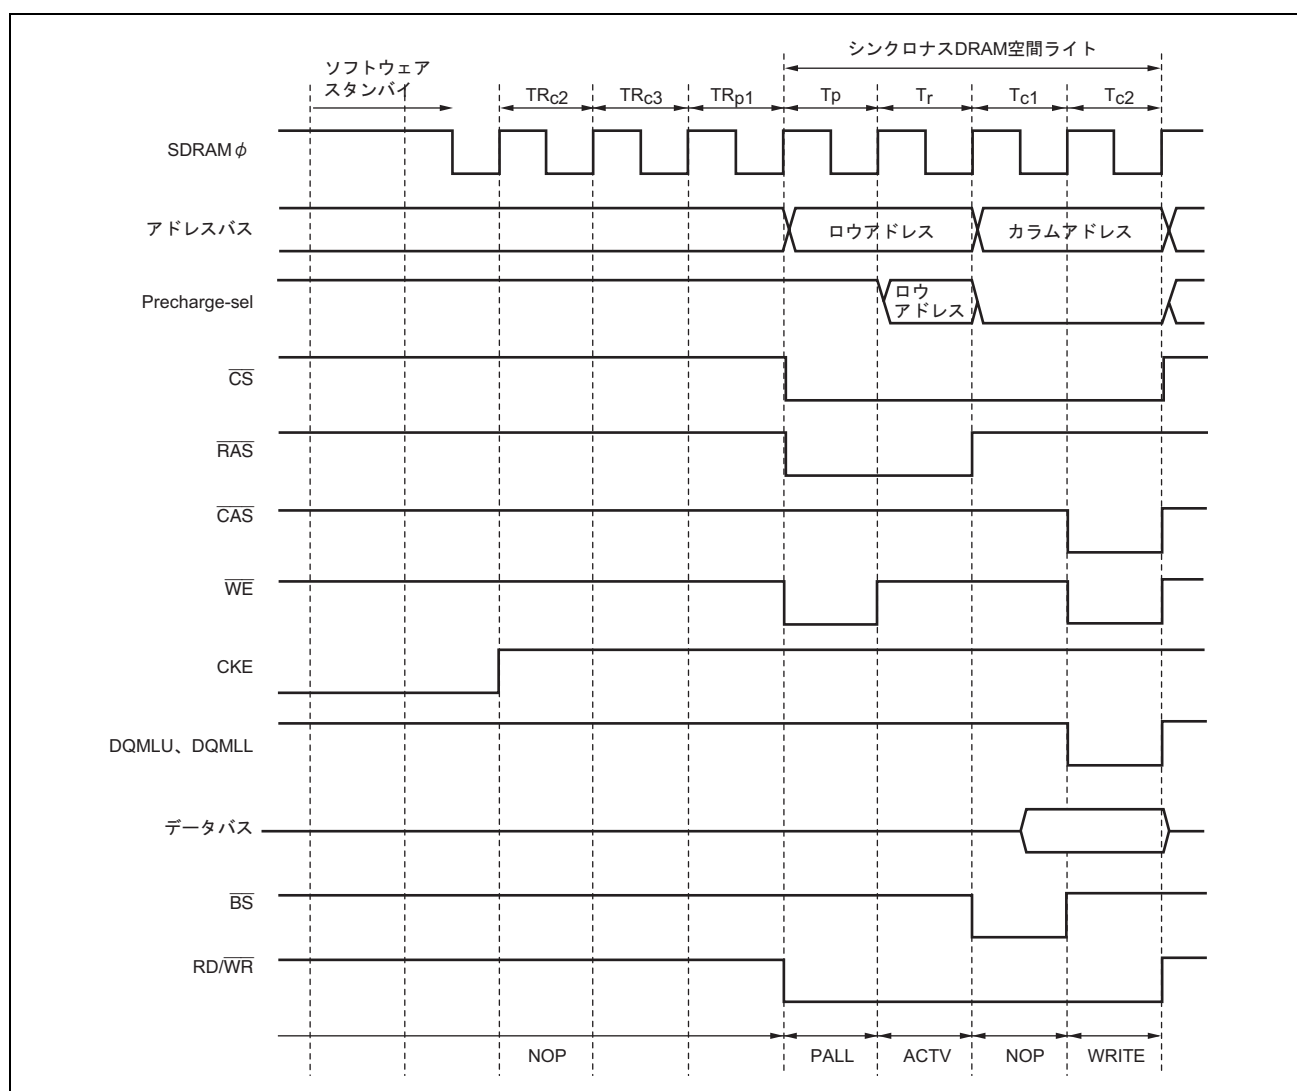 シンクロナスDRAM空間ライト
ソフトウェア
スタンバイ
TRc2 TRc3 TRp1 Tp Tr Tc1 Tc2
SDRAMφ
アドレスバス ロウアドレス カラムアドレス
Precharge-sel ロウ
アドレス
CS
RAS
CAS
WE
CKE
DQMLU、DQMLL
データバス
BS
RD/WR
NOP PALL ACTV NOP WRITE